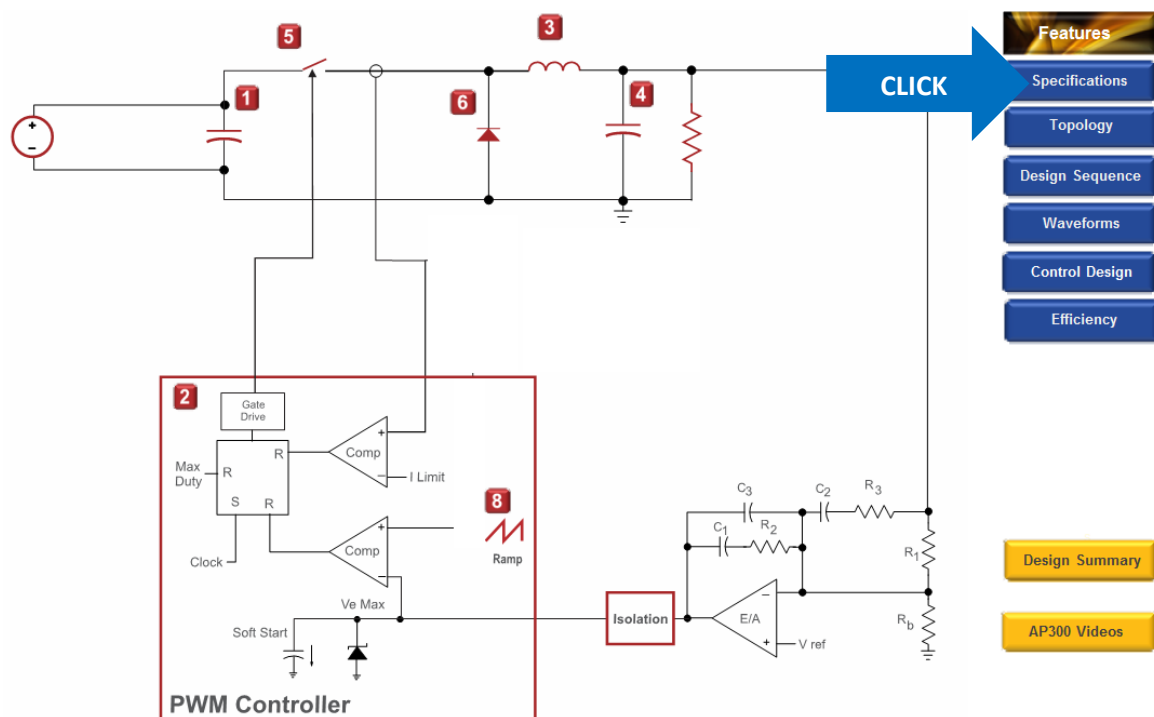 5
3
Features
1
6
4
CLICK
Specifications
Topology
Design Sequence
Waveforms
Control Design
Efficiency
+
−
2
Gate
Drive
Max
Duty
R
R
S
R
Clock
+
Comp
−
I Limit
8
Ramp
+
Comp
−
Ve Max
Soft Start
PWM Controller
Isolation
C3
C2
R3
C1
R2
R1
Rb
−
E/A
+
V ref
Design Summary
AP300 Videos